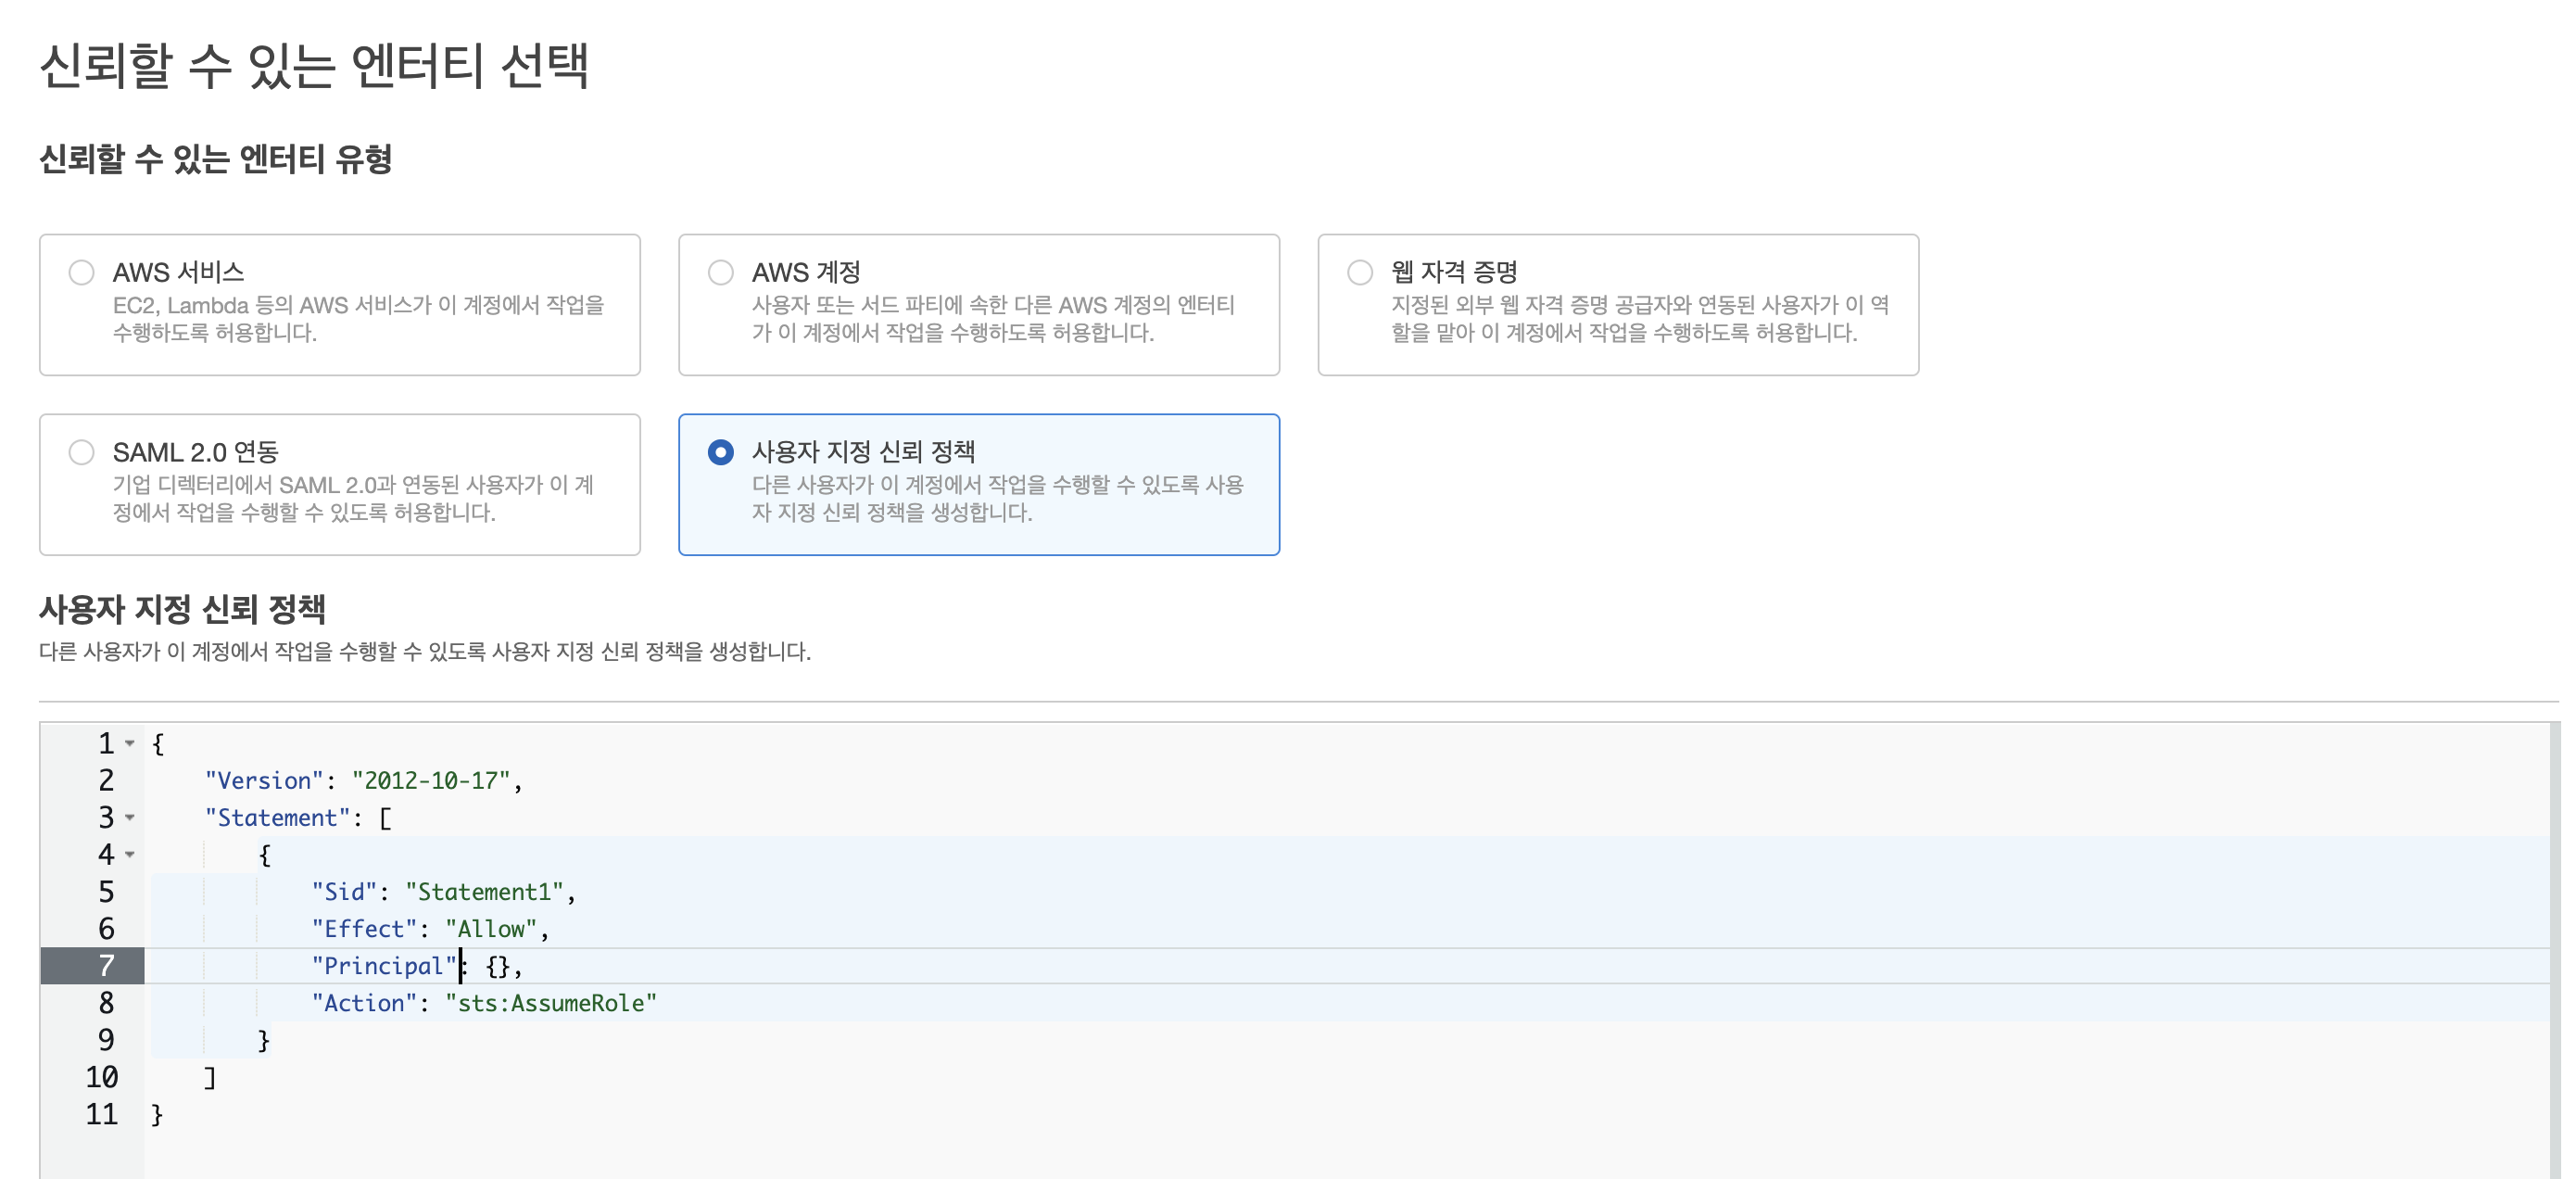 신뢰할 수 있는 엔터티 선택
신뢰할 수 있는 엔터티 유형
AWS 서비스
EC2, Lambda 등의 AWS 서비스가 이 계정에서 작업을
수행하도록 허용합니다.
AWS 계정
사용자 또는 서드 파티에 속한 다른 AWS 계정의 엔터티
가 이 계정에서 작업을 수행하도록 허용합니다.
웹 자격 증명
지정된 외부 웹 자격 증명 공급자와 연동된 사용자가 이 역
할을 맡아 이 계정에서 작업을 수행하도록 허용합니다.
SAML 2.0 연동
기업 디렉터리에서 SAML 2.0과 연동된 사용자가 이 계
정에서 작업을 수행할 수 있도록 허용합니다.
사용자 지정 신뢰 정책
다른 사용자가 이 계정에서 작업을 수행할 수 있도록 사용
자 지정 신뢰 정책을 생성합니다.
사용자 지정 신뢰 정책
다른 사용자가 이 계정에서 작업을 수행할 수 있도록 사용자 지정 신뢰 정책을 생성합니다.
1 {
2 "Version": "2012-10-17",
3 "Statement": [
4 {
5 "Sid": "Statement1",
6 "Effect": "Allow",
7 "Principal": {},
8 "Action": "sts:AssumeRole"
9 }
10 ]
11 }